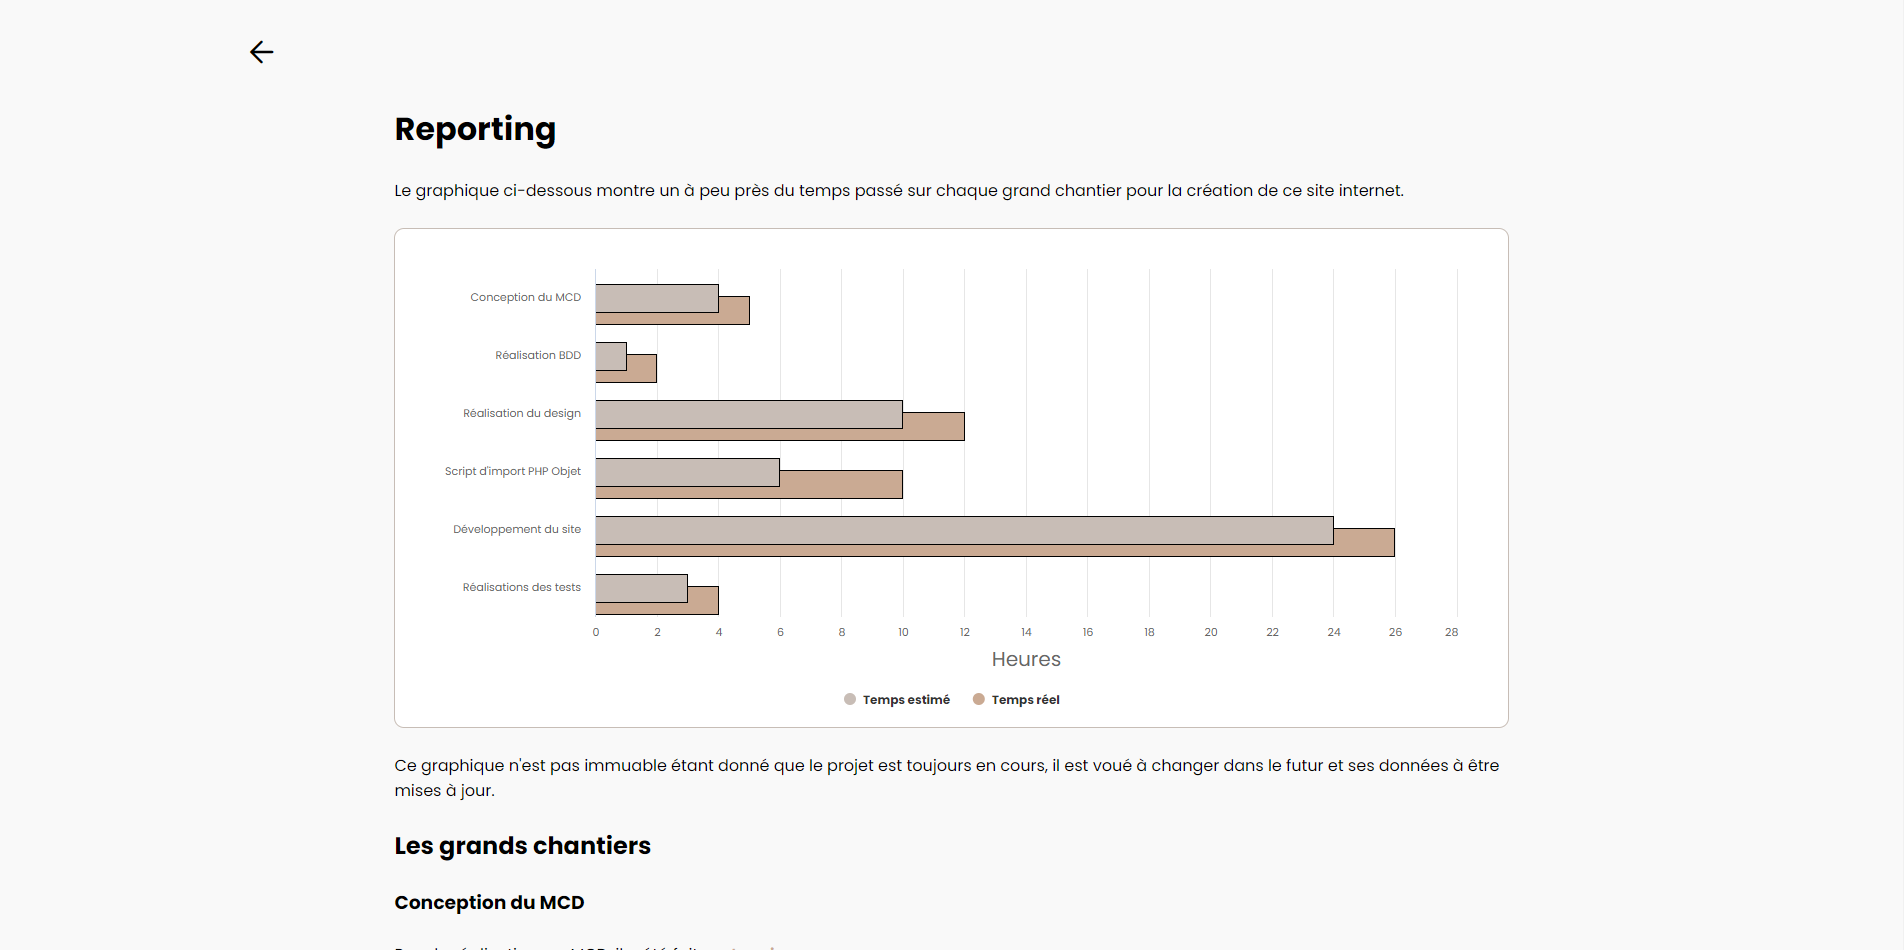 Reporting
Le graphique ci-dessous montre un à peu près du temps passé sur chaque grand chantier pour la création de ce site internet.
Conception du MCD
Réalisation BDD
Réalisation du design
Script d'import PHP Objet
Développement du site
Réalisations des tests
0 2 4 6 8 10 12 14 16 18 20 22 24 26 28
Heures
Temps estimé Temps réel
Ce graphique n'est pas immuable étant donné que le projet est toujours en cours, il est voué à changer dans le futur et ses données à être
mises à jour.
Les grands chantiers
Conception du MCD